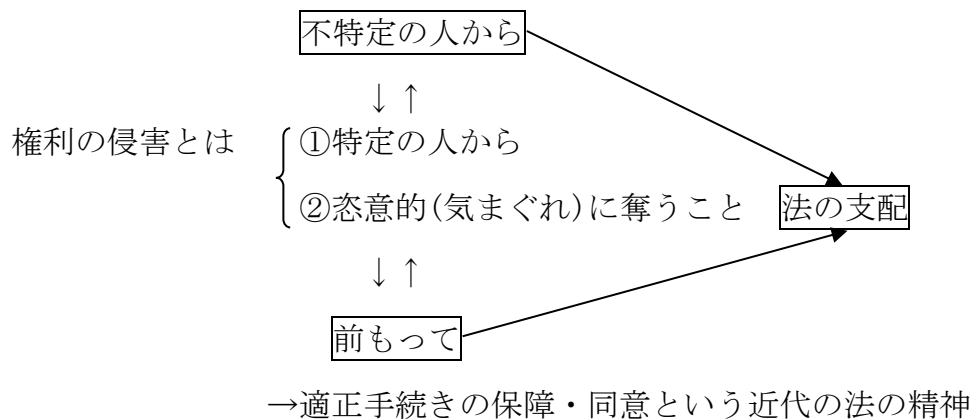 不特定の人から
↓↑
権利の侵害とは ①特定の人から
②恣意的(気まぐれ)に奪うこと 法の支配
↓↑
前もって
→適正手続きの保障・同意という近代の法の精神